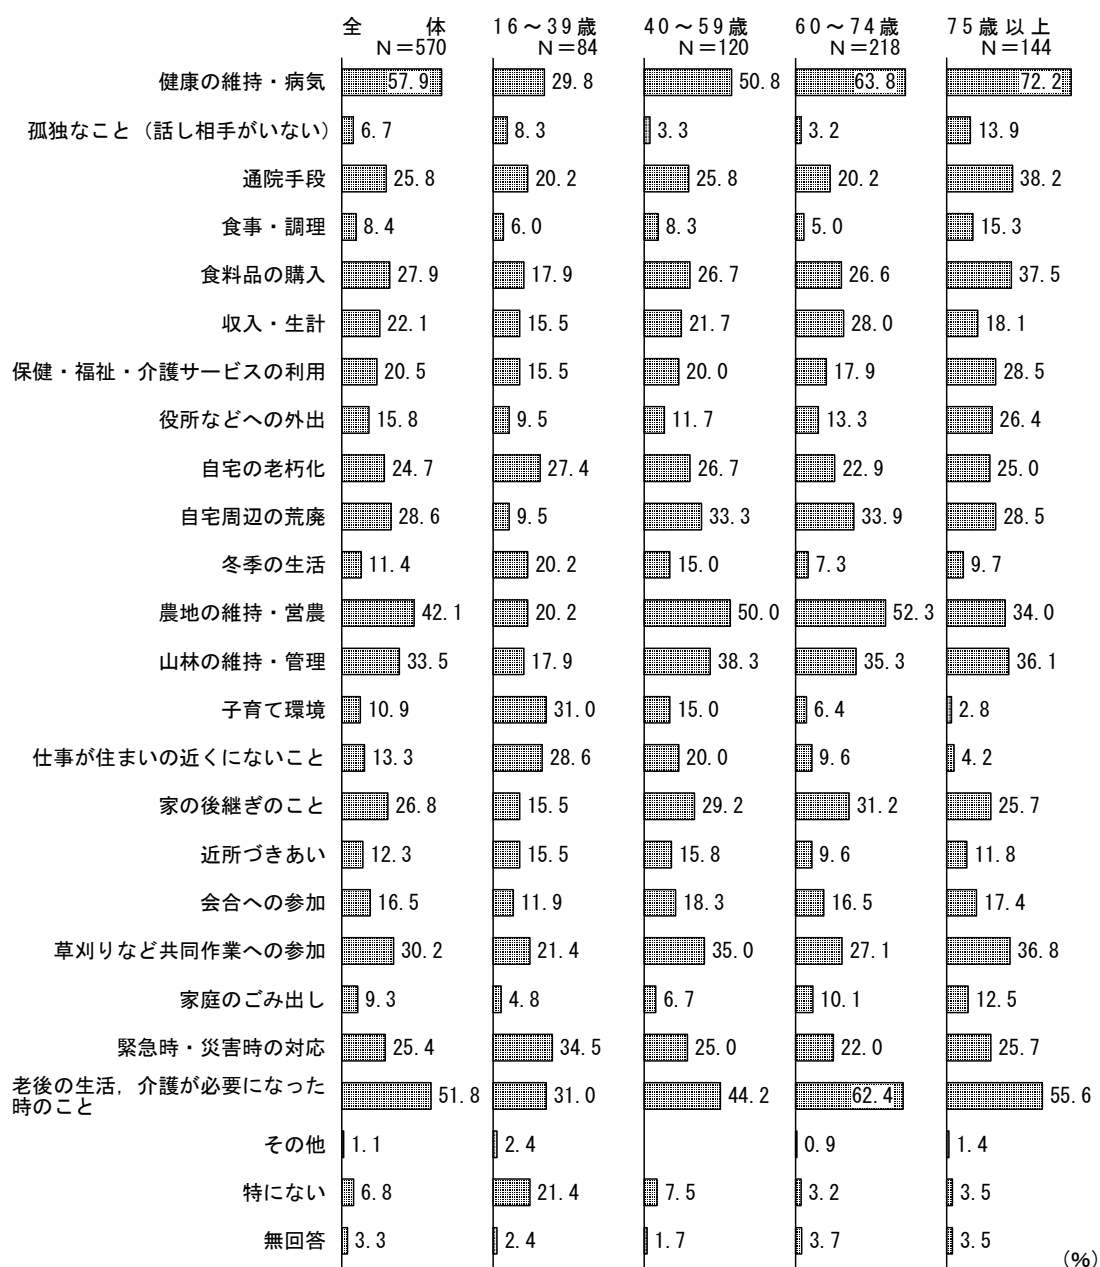 全体 16～39歳 40～59歳 60～74歳 75歳以上
N＝570 N＝84 N＝120 N＝218 N＝144
健康の維持・病気 57.9 29.8 50.8 63.8 72.2
孤独なこと（話し相手がいない） 6.7 8.3 3.3 3.2 13.9
通院手段 25.8 20.2 25.8 20.2 38.2
食事・調理 8.4 6.0 8.3 5.0 15.3
食料品の購入 27.9 17.9 26.7 26.6 37.5
収入・生計 22.1 15.5 21.7 28.0 18.1
保健・福祉・介護サービスの利用 20.5 15.5 20.0 17.9 28.5
役所などへの外出 15.8 9.5 11.7 13.3 26.4
自宅の老朽化 24.7 27.4 26.7 22.9 25.0
自宅周辺の荒廃 28.6 9.5 33.3 33.9 28.5
冬季の生活 11.4 20.2 15.0 7.3 9.7
農地の維持・営農 42.1 20.2 50.0 52.3 34.0
山林の維持・管理 33.5 17.9 38.3 35.3 36.1
子育て環境 10.9 31.0 15.0 6.4 2.8
仕事が住まいの近くにないこと 13.3 28.6 20.0 9.6 4.2
家の後継ぎのこと 26.8 15.5 29.2 31.2 25.7
近所づきあい 12.3 15.5 15.8 9.6 11.8
会合への参加 16.5 11.9 18.3 16.5 17.4
草刈りなど共同作業への参加 30.2 21.4 35.0 27.1 36.8
家庭のごみ出し 9.3 4.8 6.7 10.1 12.5
緊急時・災害時の対応 25.4 34.5 25.0 22.0 25.7
老後の生活，介護が必要になった
時のこと 51.8 31.0 44.2 62.4 55.6
その他 1.1 2.4 0.9 1.4
特にない 6.8 21.4 7.5 3.2 3.5
無回答 3.3 2.4 1.7 3.7 3.5
(%)